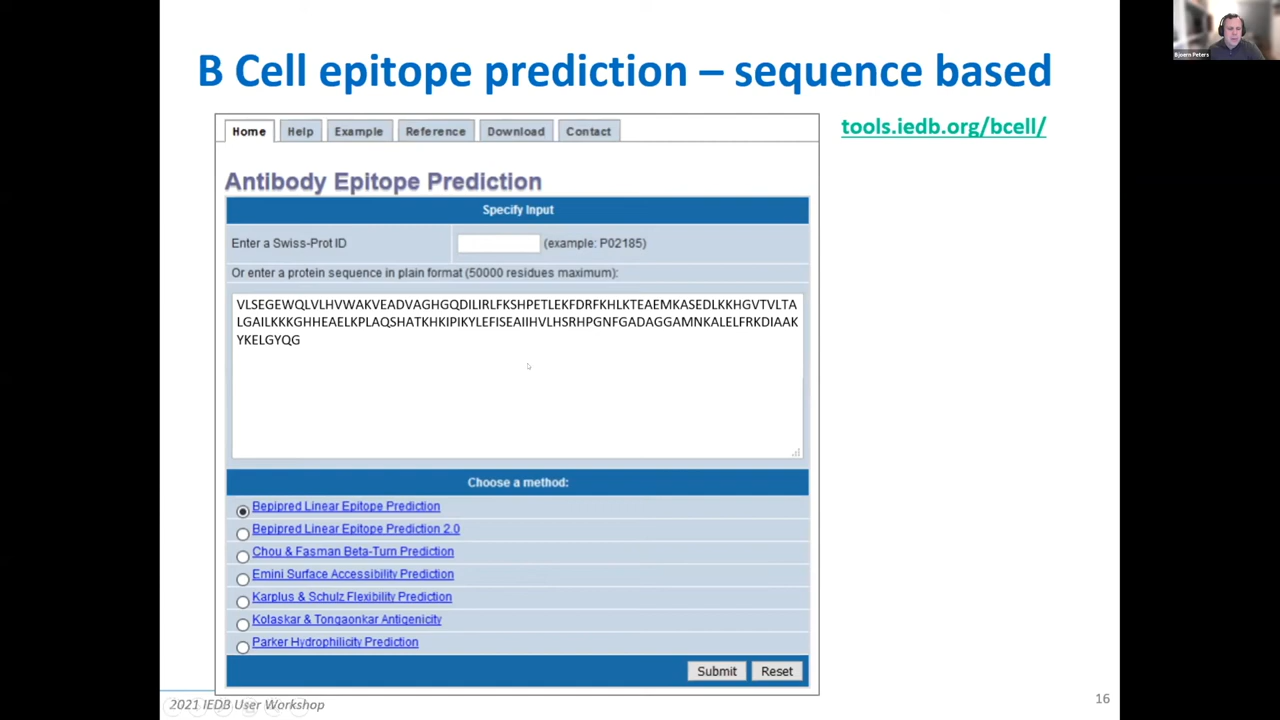 B Cell epitope prediction – sequence based
Bjoern Peters
tools.iedb.org/bcell/
Home Help Example Reference Download Contact
Antibody Epitope Prediction
Specify Input
Enter a Swiss-Prot ID (example: P02185)
Or enter a protein sequence in plain format (50000 residues maximum):
VLSEGEWQLVLHVWAKVEADVAGHGQDILIRLFKSHPETLEKFDRFKHLKTEAEMKASEDLKKHGVTVLTA
LGAILKKKGHHEAELKPLAQSHATKHKIPIKYLEFISEAIIHVLHSRHPGNFGADAGGAMNKALELFRKDIAAK
YKELGYQG
Choose a method:
Bepipred Linear Epitope Prediction
Bepipred Linear Epitope Prediction 2.0
Chou & Fasman Beta-Turn Prediction
Emini Surface Accessibility Prediction
Karplus & Schulz Flexibility Prediction
Kolaskar & Tongaonkar Antigenicity
Parker Hydrophilicity Prediction
Submit Reset
2021 IEDB User Workshop
16